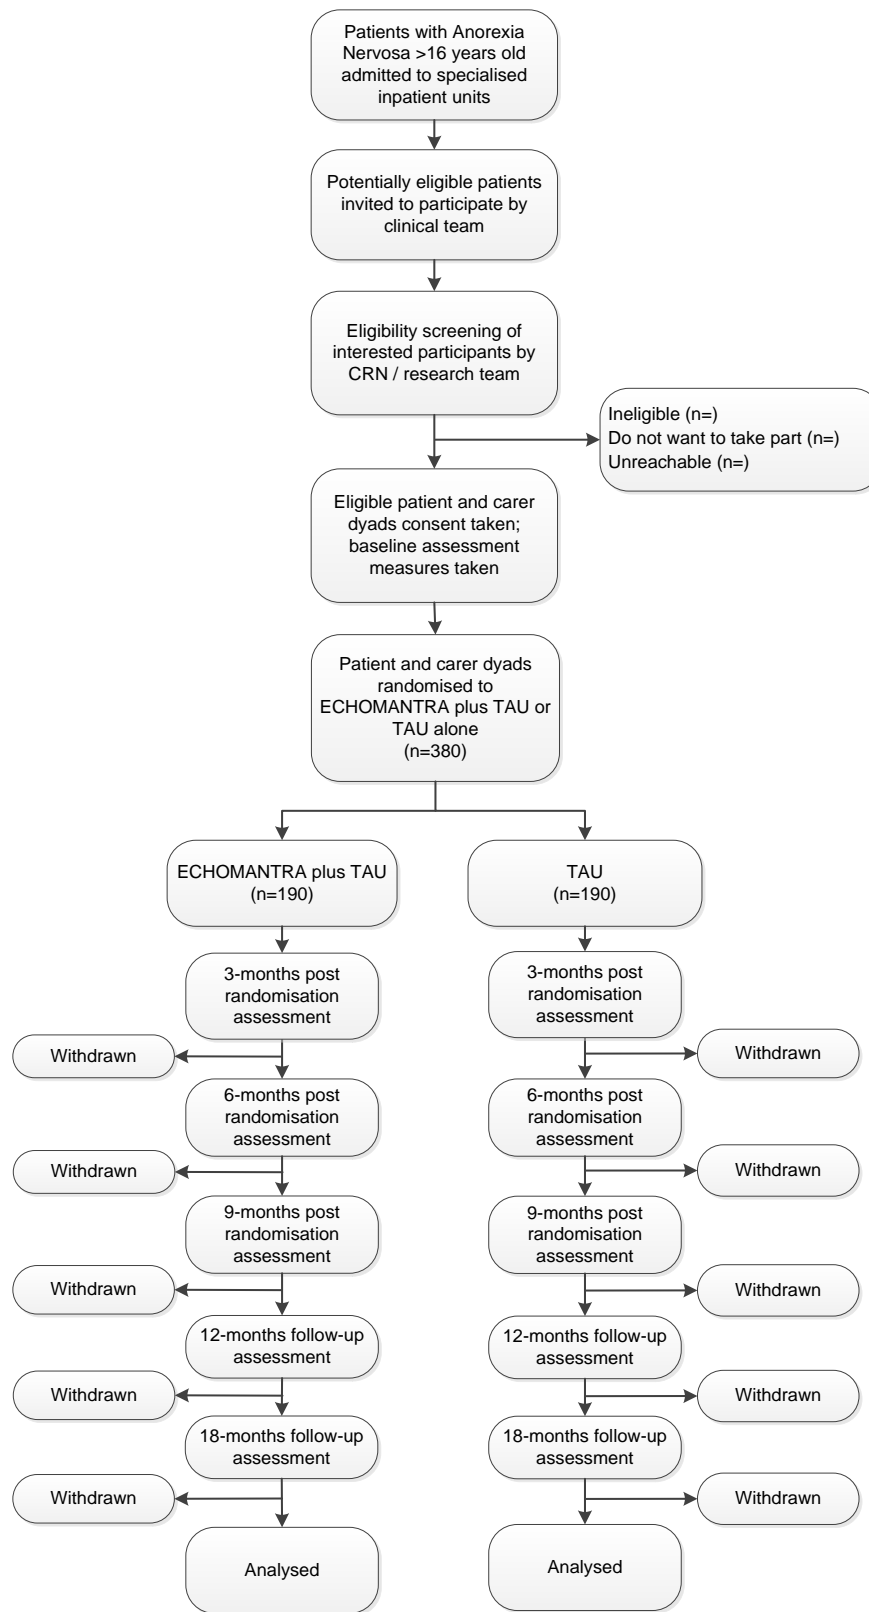 Patients with Anorexia
Nervosa >16 years old
admitted to specialised
inpatient units
Potentially eligible patients
invited to participate by
clinical team
Eligibility screening of
interested participants by
CRN / research team
Ineligible (n=)
Do not want to take part (n=)
Unreachable (n=)
Eligible patient and carer
dyads consent taken;
baseline assessment
measures taken
Patient and carer dyads
randomised to
ECHOMANTRA plus TAU or
TAU alone
(n=380)
ECHOMANTRA plus TAU
(n=190)
TAU
(n=190)
3-months post
randomisation
assessment
3-months post
randomisation
assessment
Withdrawn
Withdrawn
6-months post
randomisation
assessment
6-months post
randomisation
assessment
Withdrawn
Withdrawn
9-months post
randomisation
assessment
9-months post
randomisation
assessment
Withdrawn
Withdrawn
12-months follow-up
assessment
12-months follow-up
assessment
Withdrawn
Withdrawn
18-months follow-up
assessment
18-months follow-up
assessment
Withdrawn
Withdrawn
Analysed
Analysed